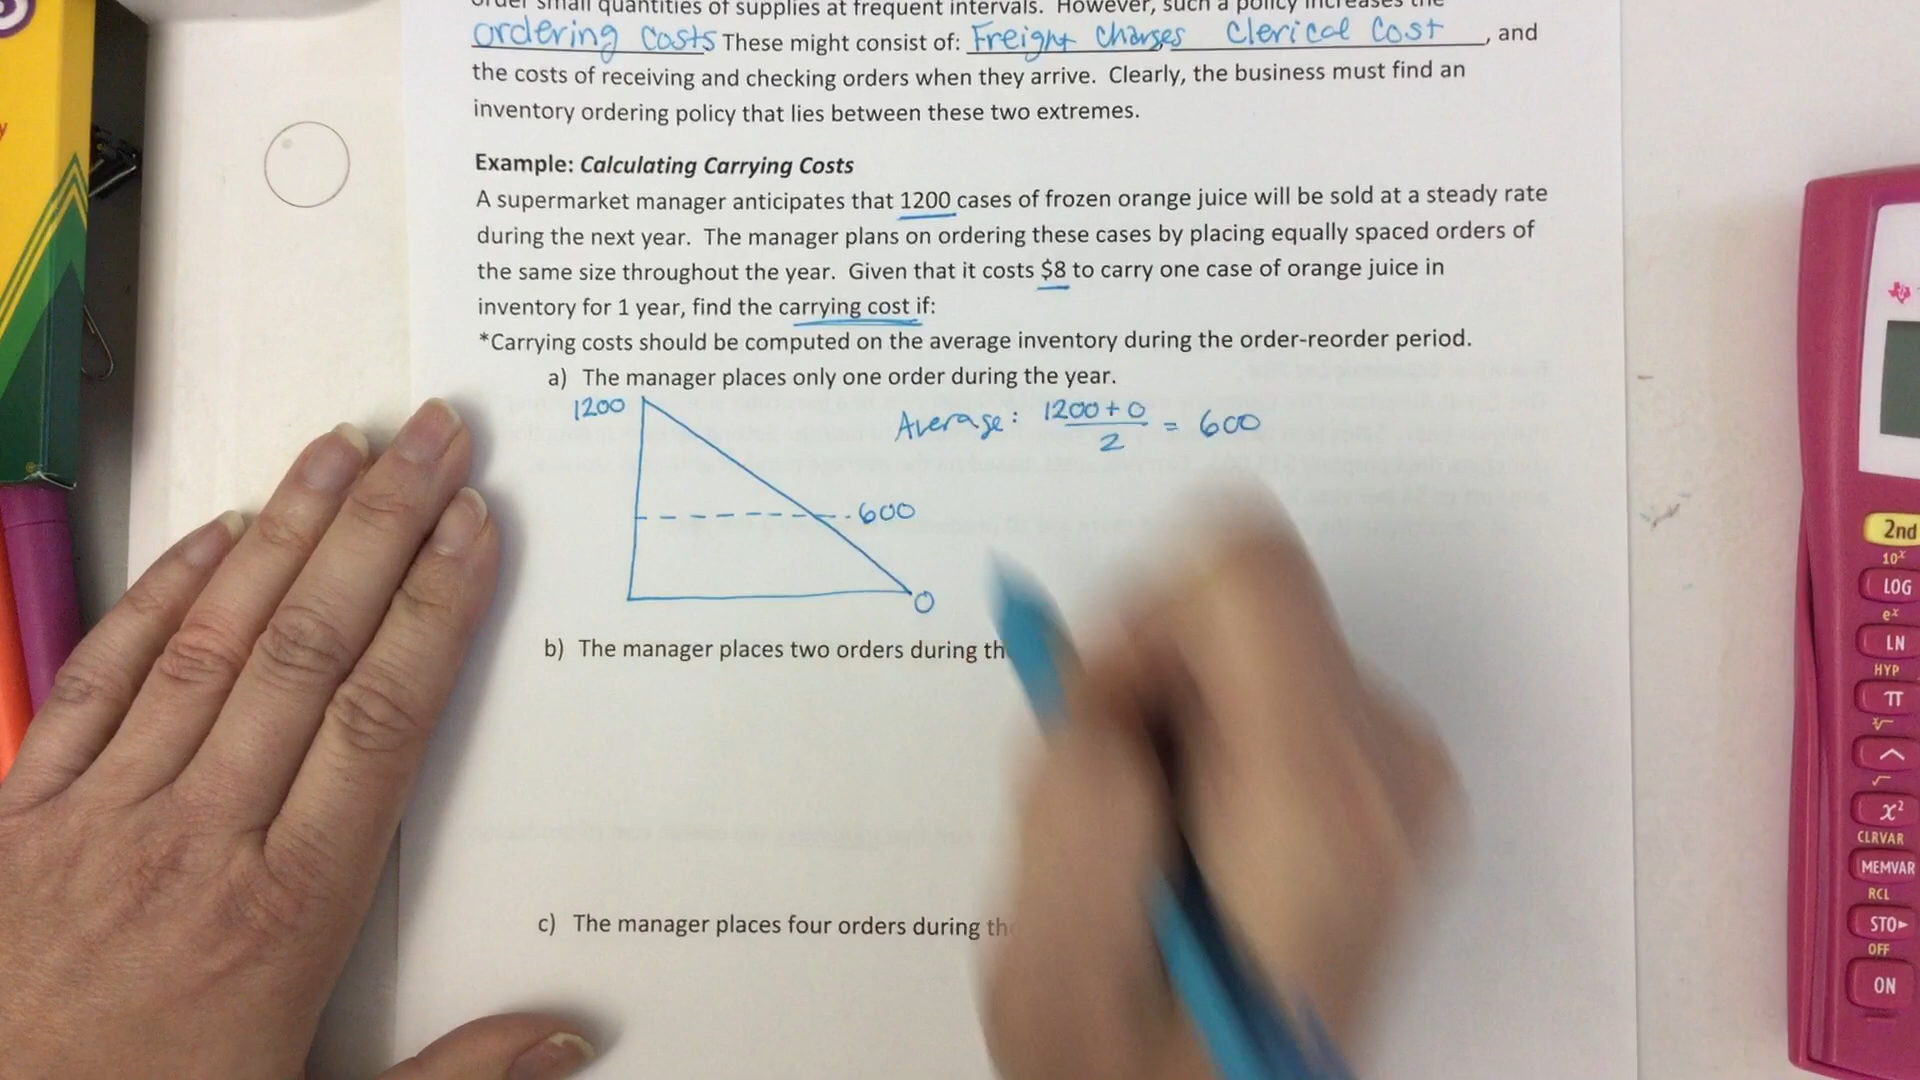 order small quantities of supplies at frequent intervals. However, such a policy increases the
ordering costs These might consist of: Freight charges, Clerical Cost, and
the costs of receiving and checking orders when they arrive. Clearly, the business must find an
inventory ordering policy that lies between these two extremes.
Example: Calculating Carrying Costs
A supermarket manager anticipates that 1200 cases of frozen orange juice will be sold at a steady rate
during the next year. The manager plans on ordering these cases by placing equally spaced orders of
the same size throughout the year. Given that it costs $8 to carry one case of orange juice in
inventory for 1 year, find the carrying cost if:
*Carrying costs should be computed on the average inventory during the order-reorder period.
a) The manager places only one order during the year.
1200
Average: 1200+0
2
= 600
600
0
b) The manager places two orders during th
c) The manager places four orders during th
2nd
10ˣ
LOG
eˣ
LN
HYP
π
ˣ√
^
√
x²
CLRVAR
MEMVAR
RCL
STO►
OFF
ON